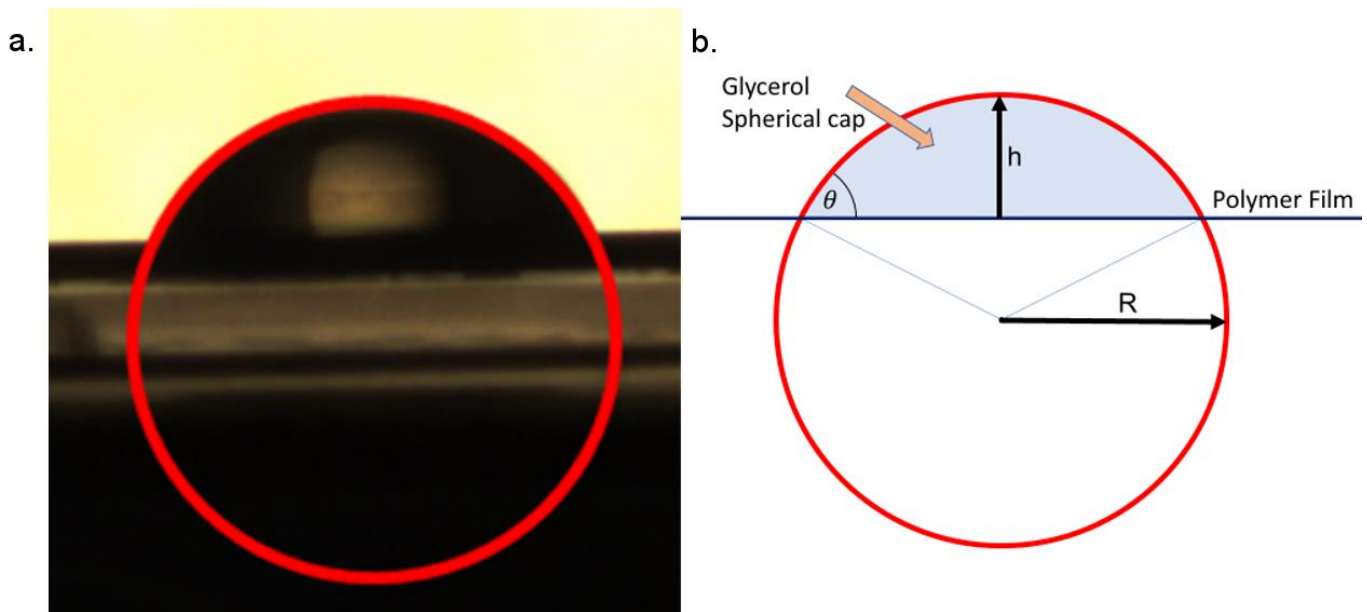 a.
b.
Glycerol
Spherical cap
h
θ
Polymer Film
R